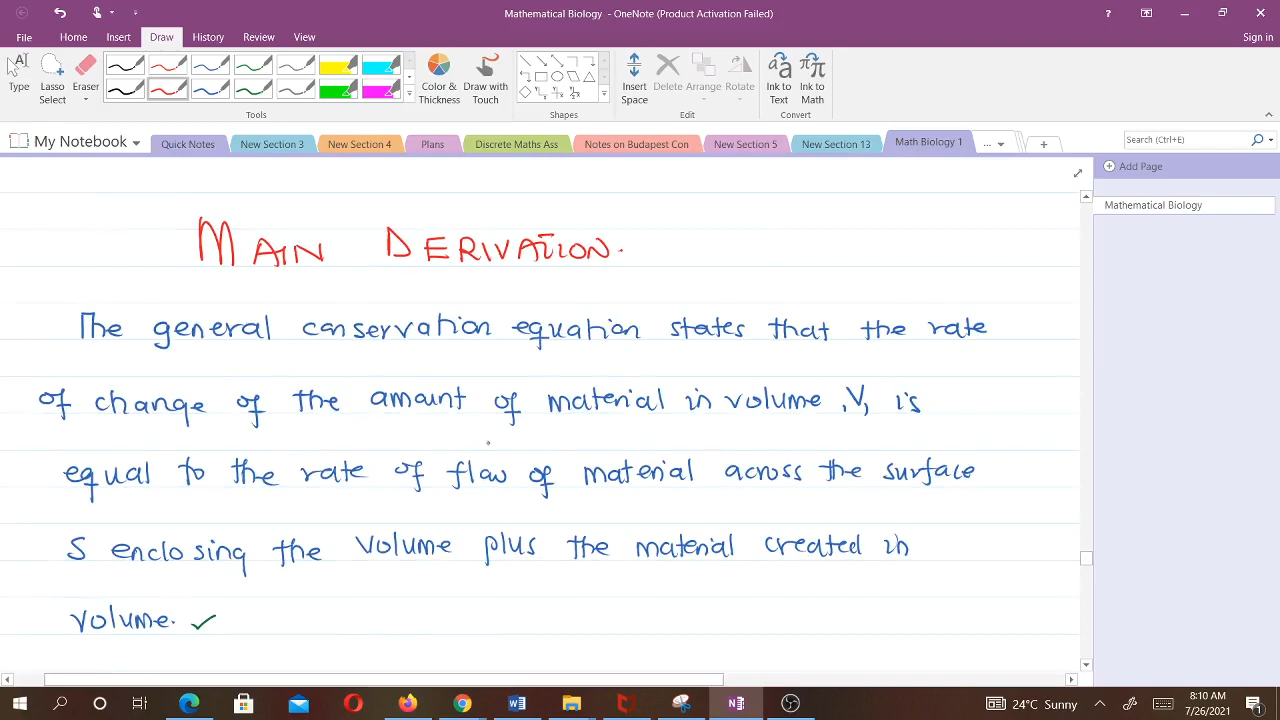 Mathematical Biology - OneNote (Product Activation Failed)
File Home Insert Draw History Review View Sign in
Type Lasso Select Eraser Color & Thickness Draw with Touch Insert Space Delete Arrange Rotate Ink to Text Ink to Math
Tools Shapes Edit Convert
My Notebook Quick Notes New Section 3 New Section 4 Plans Discrete Maths Ass Notes on Budapest Con New Section 5 New Section 13 Math Biology 1 ... Search (Ctrl+E)
Add Page
Mathematical Biology
MAIN DERIVATION.
The general conservation equation states that the rate
of change of the amount of material in volume ,V, is
equal to the rate of flow of material across the surface
S enclosing the volume plus the material created in
volume. ✓
24°C Sunny
8:10 AM
7/26/2021